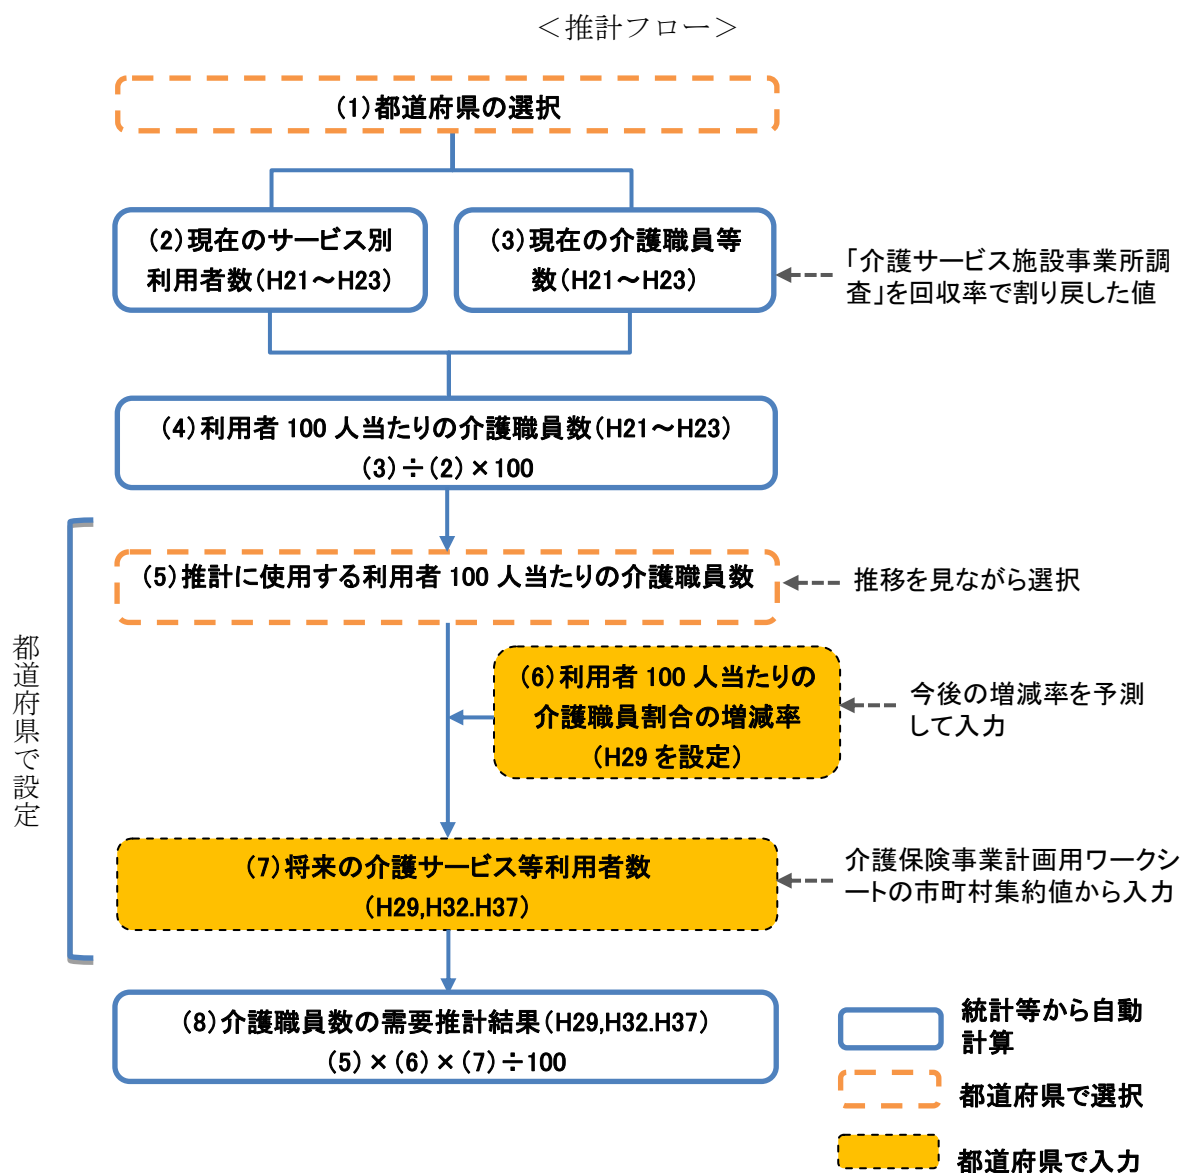 ＜推計フロー＞
(1)都道府県の選択
(2)現在のサービス別
利用者数(H21～H23)
(3)現在の介護職員等
数(H21～H23)
「介護サービス施設事業所調
査」を回収率で割り戻した値
(4)利用者 100 人当たりの介護職員数(H21～H23)
(3)÷(2)×100
(5)推計に使用する利用者 100 人当たりの介護職員数
推移を見ながら選択
都道府県で設定
(6)利用者 100 人当たりの
介護職員割合の増減率
(H29 を設定)
今後の増減率を予測
して入力
(7)将来の介護サービス等利用者数
(H29,H32.H37)
介護保険事業計画用ワークシ
ートの市町村集約値から入力
(8)介護職員数の需要推計結果(H29,H32.H37)
(5)×(6)×(7)÷100
統計等から自動
計算
都道府県で選択
都道府県で入力